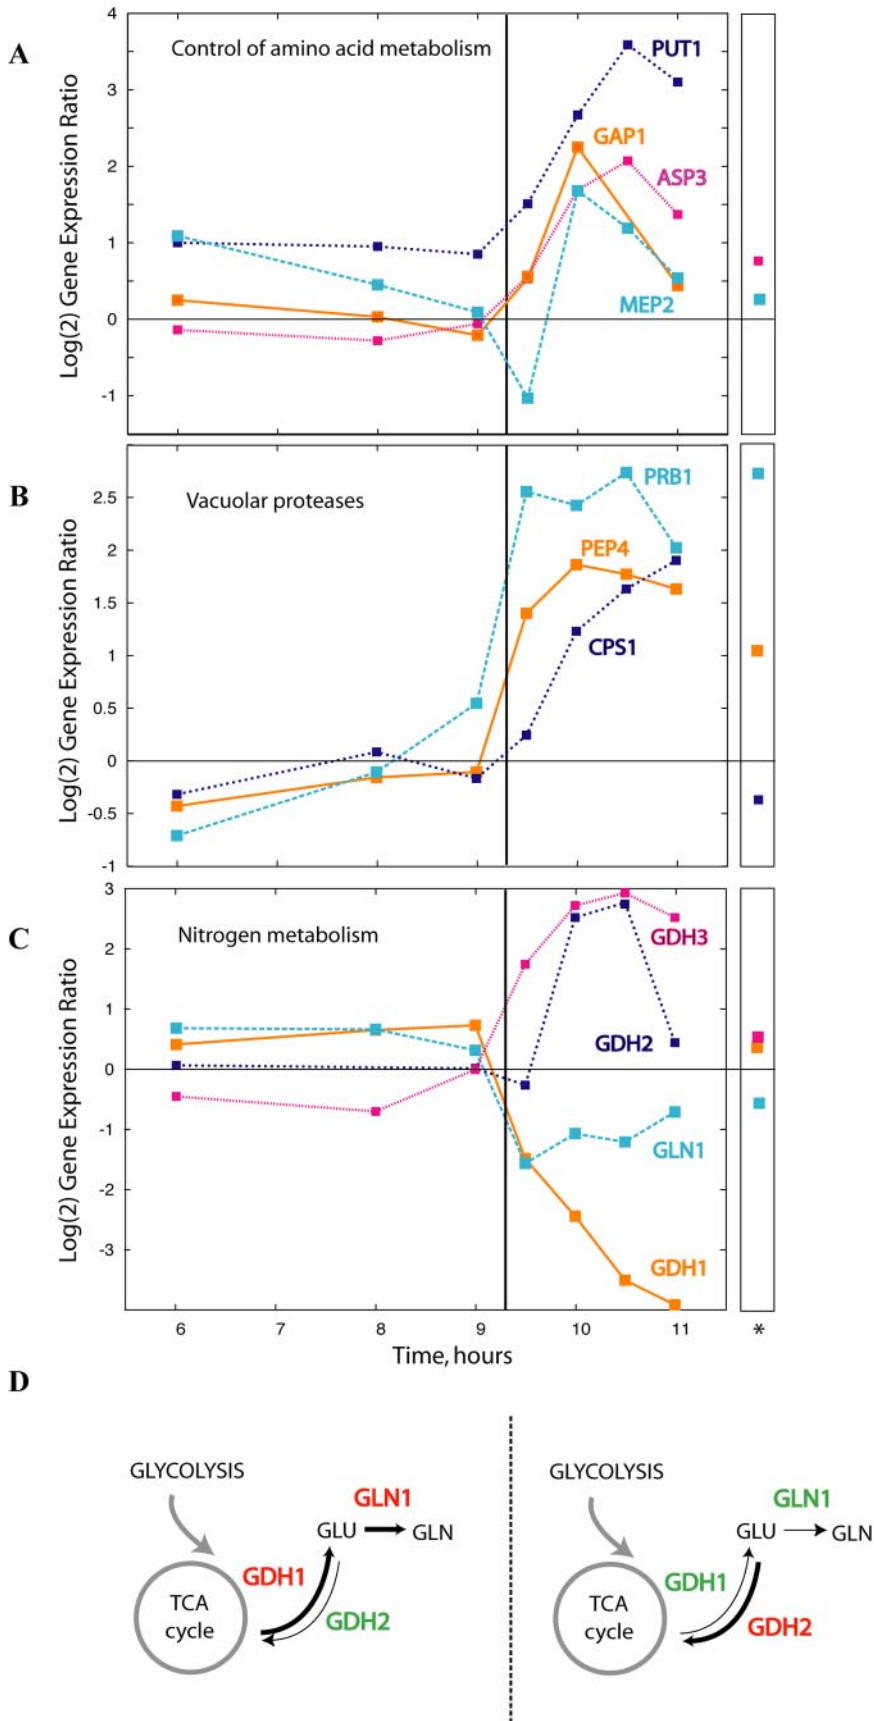 A
Log(2) Gene Expression Ratio
4
3
2
1
0
-1
Control of amino acid metabolism
PUT1
GAP1
ASP3
MEP2
B
Log(2) Gene Expression Ratio
2.5
2
1.5
1
0.5
0
-0.5
-1
Vacuolar proteases
PRB1
PEP4
CPS1
C
Log(2) Gene Expression Ratio
3
2
1
0
-1
-2
-3
Nitrogen metabolism
GDH3
GDH2
GLN1
GDH1
6 7 8 9 10 11 *
Time, hours
D
GLYCOLYSIS
GLN1
GLU GLN
GDH1
TCA
cycle
GDH2
GLYCOLYSIS
GLN1
GLU GLN
GDH1
TCA
cycle
GDH2